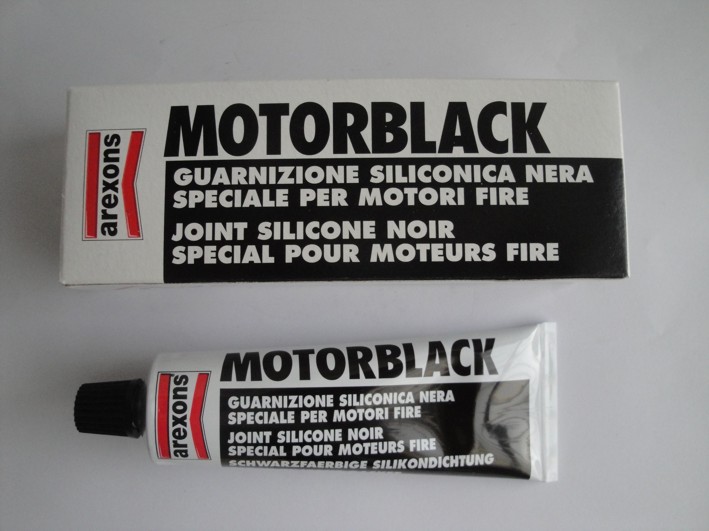 MOTORBLACK
arexons
GUARNIZIONE SILICONICA NERA
SPECIALE PER MOTORI FIRE
JOINT SILICONE NOIR
SPECIAL POUR MOTEURS FIRE
MOTORBLACK
arexons
GUARNIZIONE SILICONICA NERA
SPECIALE PER MOTORI FIRE
JOINT SILICONE NOIR
SPECIAL POUR MOTEURS FIRE
SCHWARZFAERBIGE SILIKONDICHTUNG